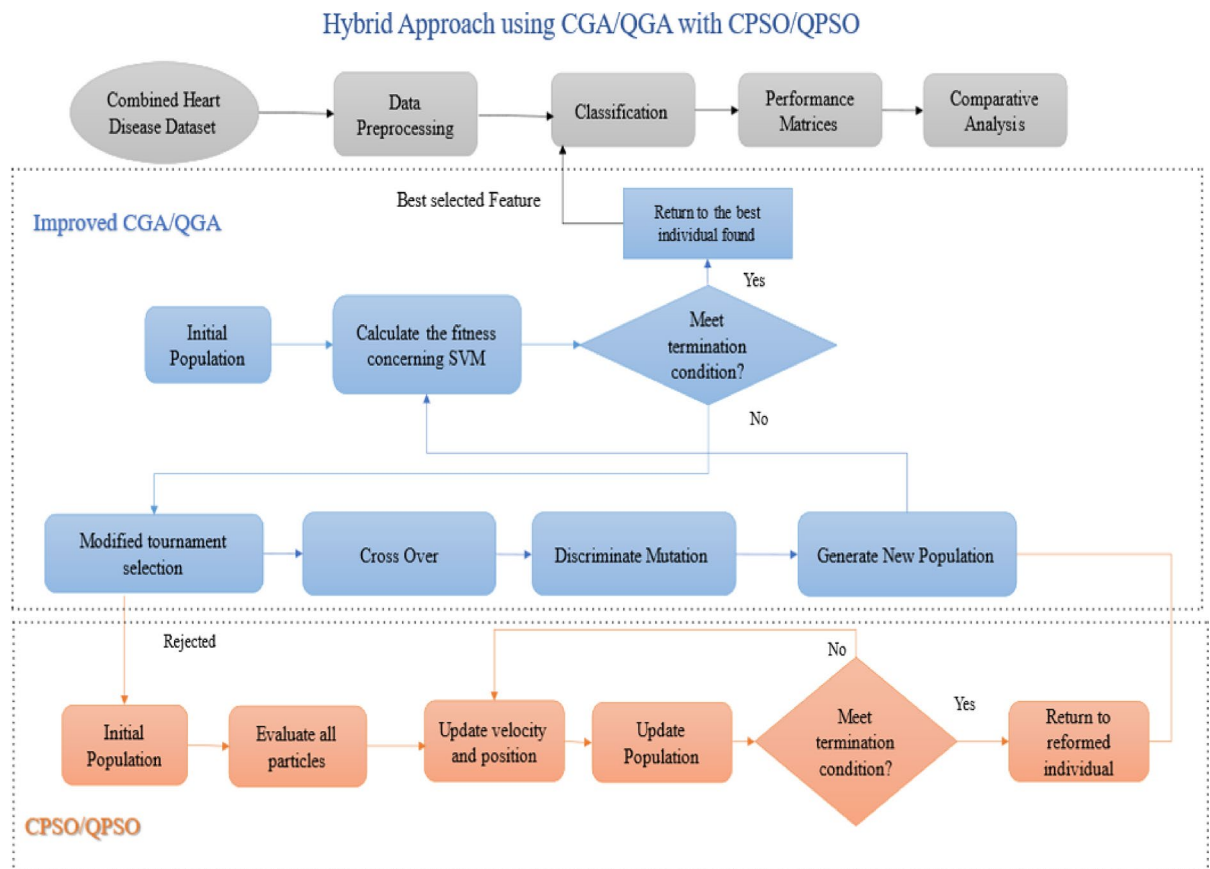 Hybrid Approach using CGA/QGA with CPSO/QPSO
Combined Heart
Disease Dataset
Data
Preprocessing
Classification
Performance
Matrices
Comparative
Analysis
Improved CGA/QGA
Best selected Feature
Return to the best
individual found
Yes
Initial
Population
Calculate the fitness
concerning SVM
Meet
termination
condition?
No
Modified tournament
selection
Cross Over
Discriminate Mutation
Generate New Population
Rejected
No
Initial
Population
Evaluate all
particles
Update velocity
and position
Update
Population
Meet
termination
condition?
Yes
Return to
reformed
individual
CPSO/QPSO